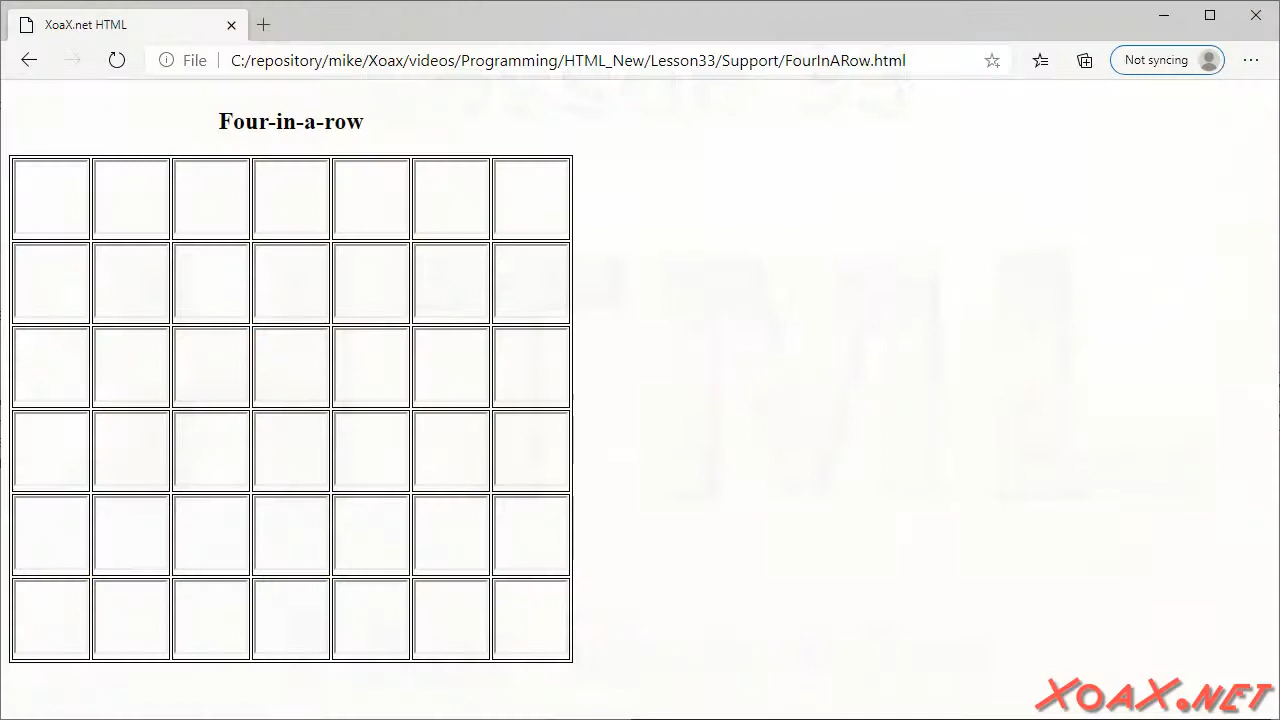 XoaX.net HTML
File
C:/repository/mike/Xoax/videos/Programming/HTML_New/Lesson33/Support/FourInARow.html
Not syncing
Four-in-a-row
XOAX.NET